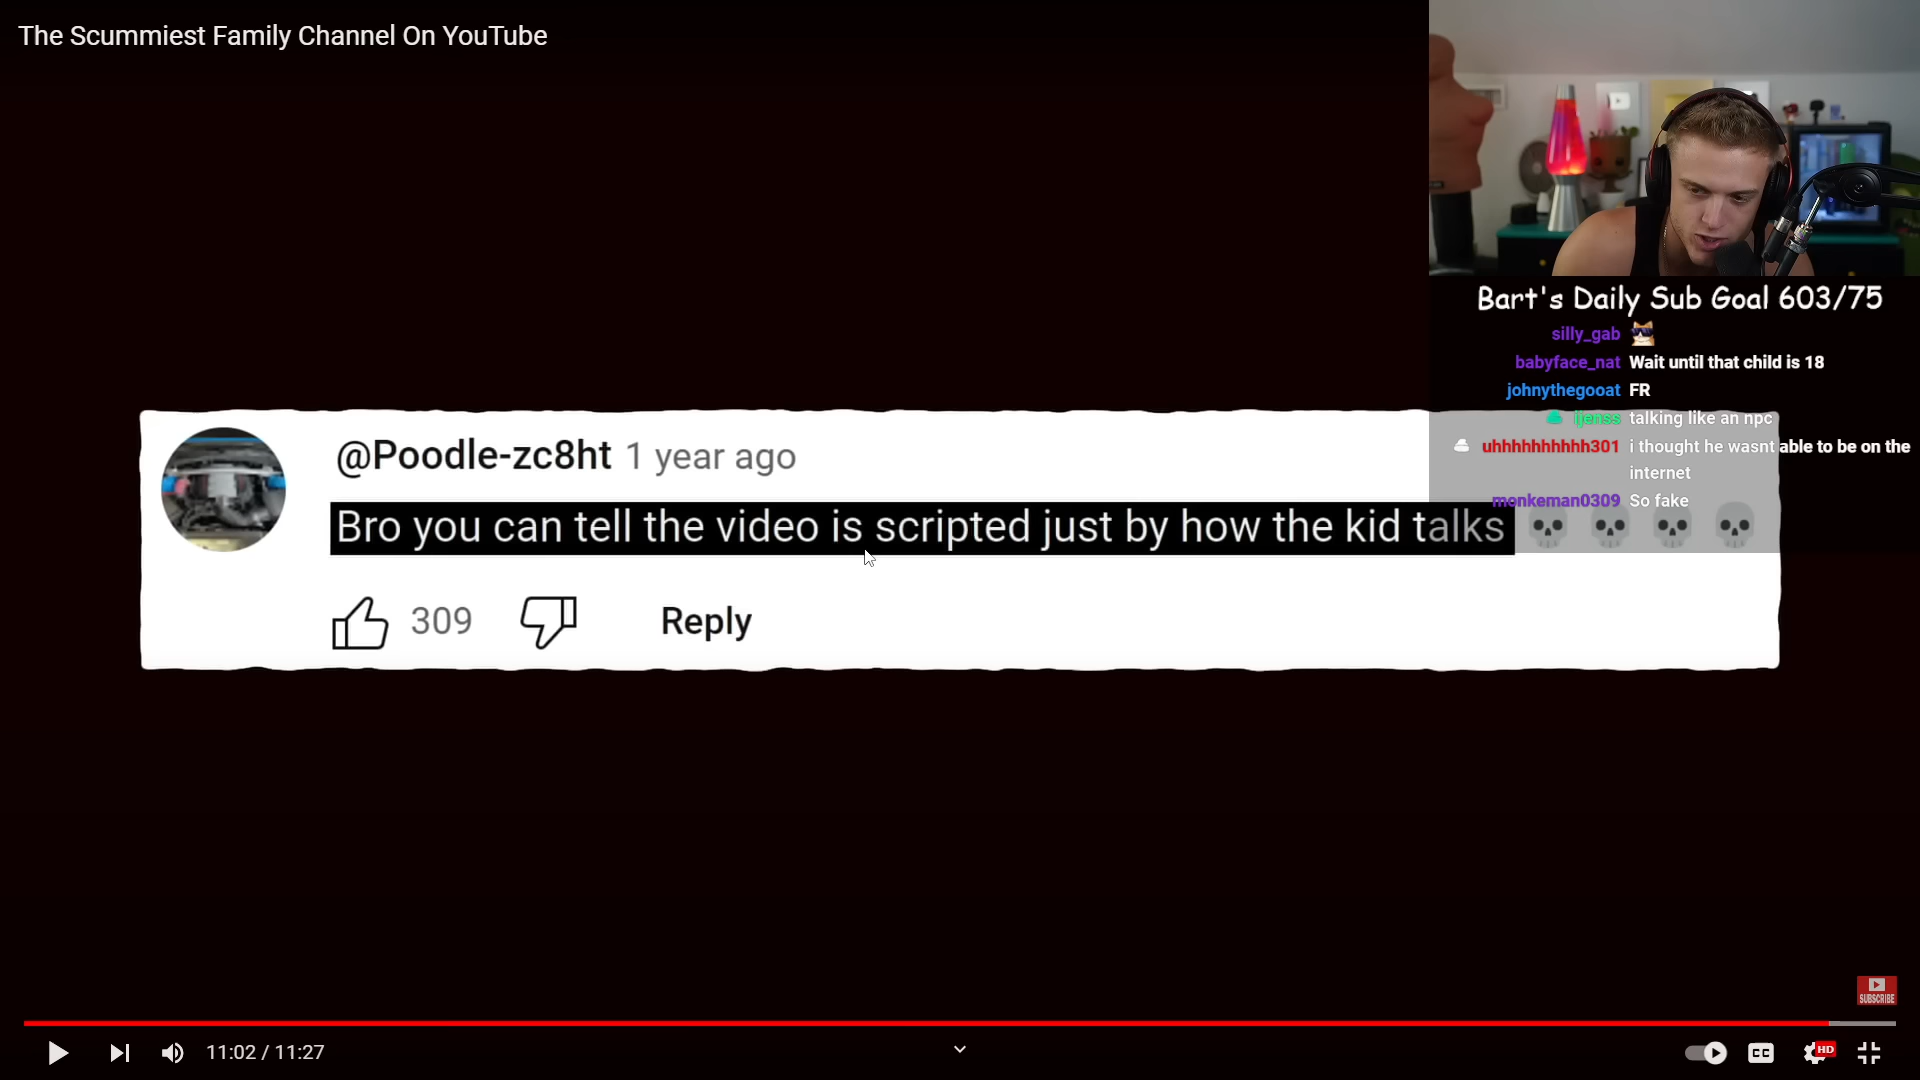 The Scummiest Family Channel On YouTube
Bart's Daily Sub Goal 603/75
silly_gab
babyface_nat Wait until that child is 18
johnythegooat FR
ijenss talking like an npc
uhhhhhhhhhh301 i thought he wasnt able to be on the
internet
monkeman0309 So fake
@Poodle-zc8ht 1 year ago
Bro you can tell the video is scripted just by how the kid talks 💀 💀 💀 💀
309 Reply
SUBSCRIBE
11:02 / 11:27
CC
HD